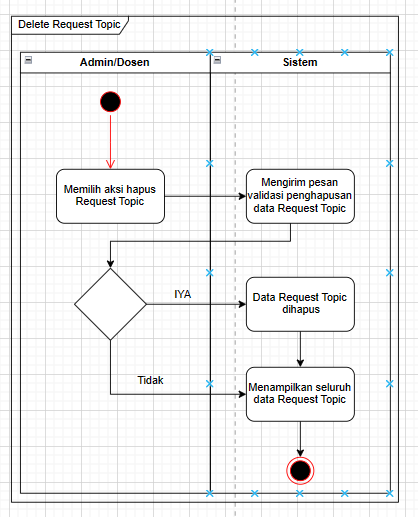 Delete Request Topic
Admin/Dosen
Sistem
Memilih aksi hapus
Request Topic
Mengirim pesan
validasi penghapusan
data Request Topic
IYA
Data Request Topic
dihapus
Tidak
Menampilkan seluruh
data Request Topic